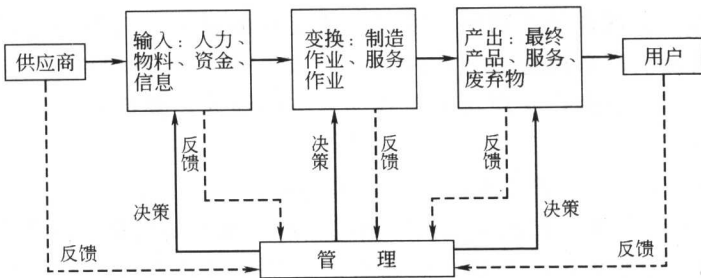 供应商
输入：人力、
物料、资金、
信息
变换：制造
作业、服务
作业
产出：最终
产品、服务、
废弃物
用户
反馈
决策
反馈
反馈
决策
决策
反馈
反馈
管 理